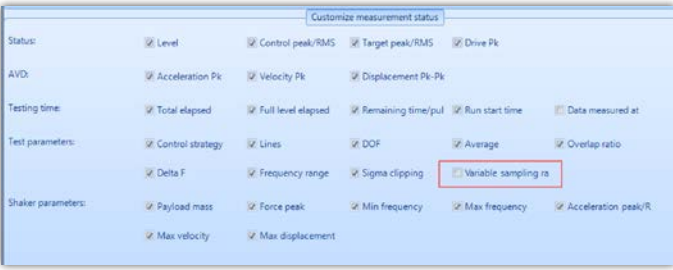 Customize measurement status
Status: Level Control peak/RMS Target peak/RMS Drive Pk
AVD: Acceleration Pk Velocity Pk Displacement Pk-Pk
Testing time: Total elapsed Full level elapsed Remaining time/pul Run start time Data measured at
Test parameters: Control strategy Lines DOF Average Overlap ratio
Delta F Frequency range Sigma clipping Variable sampling ra
Shaker parameters: Payload mass Force peak Min frequency Max frequency Acceleration peak/R
Max velocity Max displacement